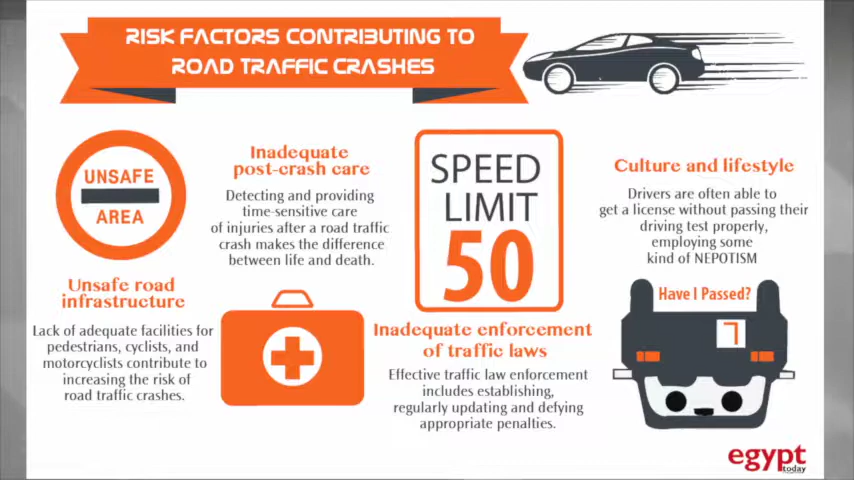 RISK FACTORS CONTRIBUTING TO
ROAD TRAFFIC CRASHES
UNSAFE
AREA
Unsafe road
infrastructure
Lack of adequate facilities for
pedestrians, cyclists, and
motorcyclists contribute to
increasing the risk of
road traffic crashes.
Inadequate
post-crash care
Detecting and providing
time-sensitive care
of injuries after a road traffic
crash makes the difference
between life and death.
SPEED
LIMIT
50
Inadequate enforcement
of traffic laws
Effective traffic law enforcement
includes establishing,
regularly updating and defying
appropriate penalties.
Culture and lifestyle
Drivers are often able to
get a license without passing their
driving test properly,
employing some
kind of NEPOTISM
Have I Passed?
egypt
today